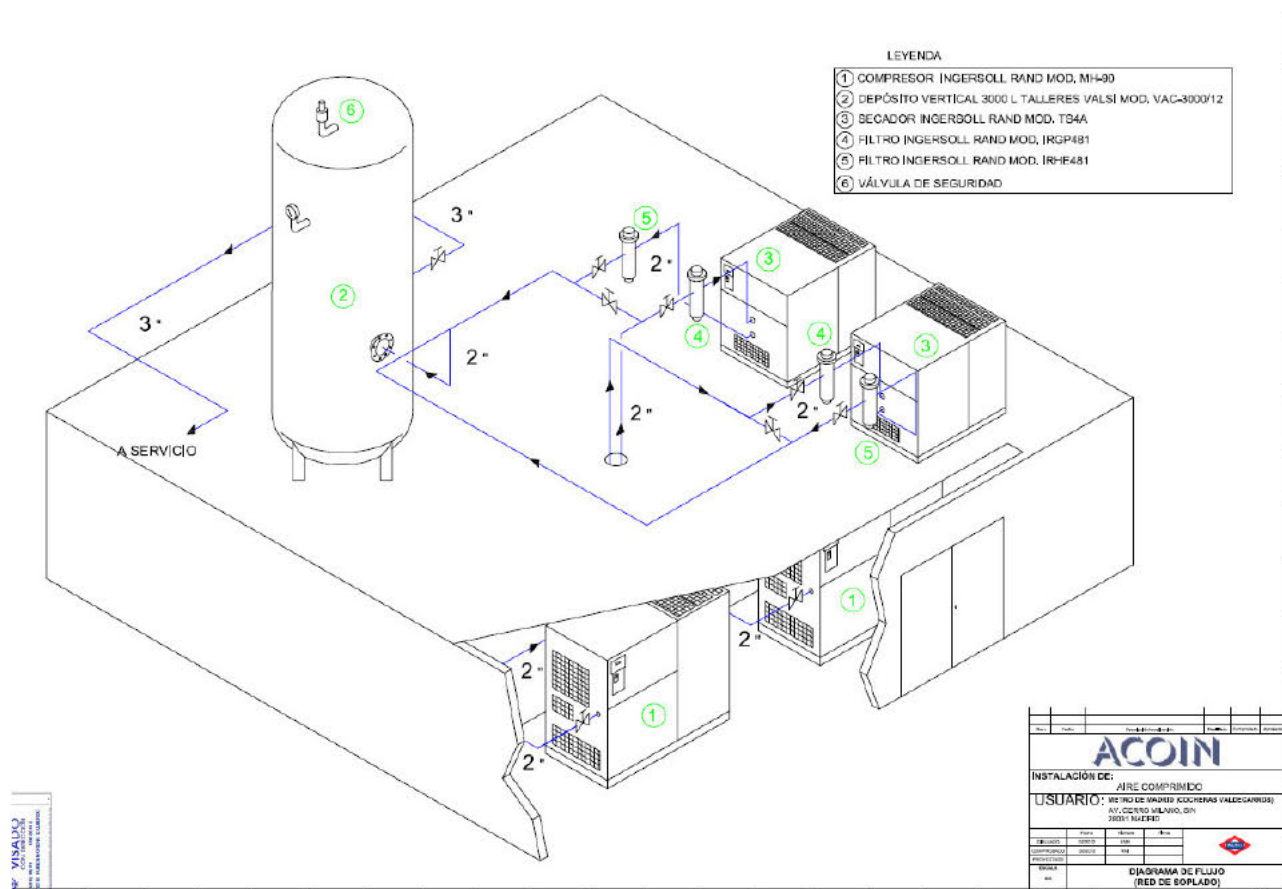 LEYENDA
1 COMPRESOR INGERSOLL RAND MOD. MH-90
2 DEPÓSITO VERTICAL 3000 L TALLERES VALSI MOD. VAC-3000/12
3 SECADOR INGERSOLL RAND MOD. TS4A
4 FILTRO INGERSOLL RAND MOD. IRGP481
5 FILTRO INGERSOLL RAND MOD. IRHE481
6 VÁLVULA DE SEGURIDAD
6
3"
5
2"
3
2
4
4
3
3"
2"
2"
2"
5
A SERVICIO
1
2"
2"
1
2"
ACOIN
INSTALACIÓN DE:
AIRE COMPRIMIDO
USUARIO: METRO DE MADRID (COCHERAS VALDECARROS)
AV. CERRO MILANO, S/N
28031 MADRID
DIAGRAMA DE FLUJO
(RED DE SOPLADO)
VISADO